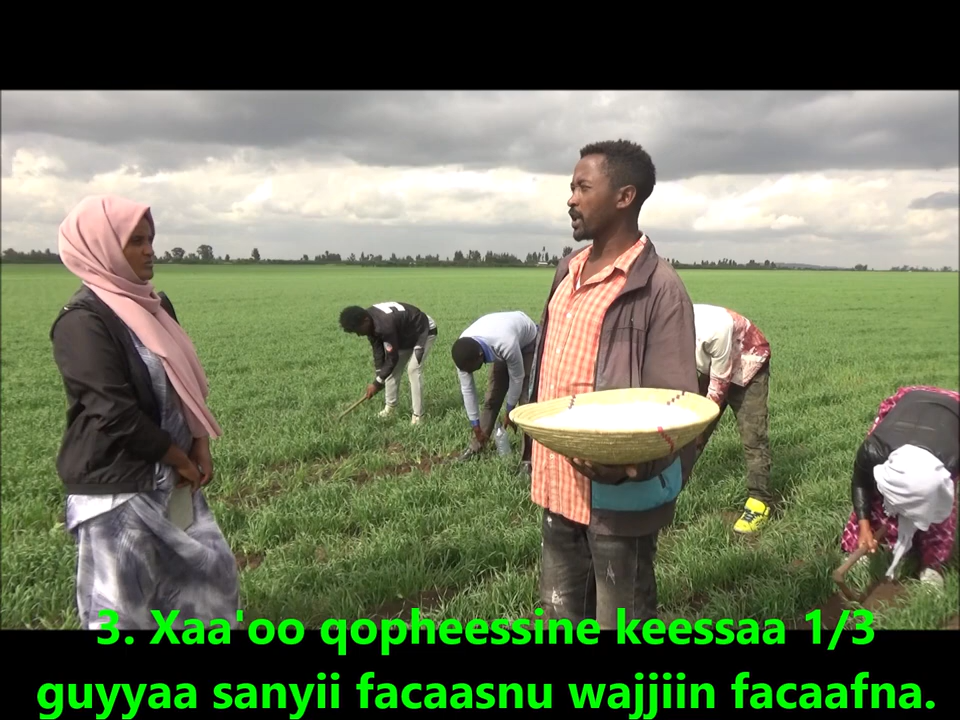 3. Xaa'oo qopheessine keessaa 1/3
guyyaa sanyii facaasnu wajjiin facaafna.